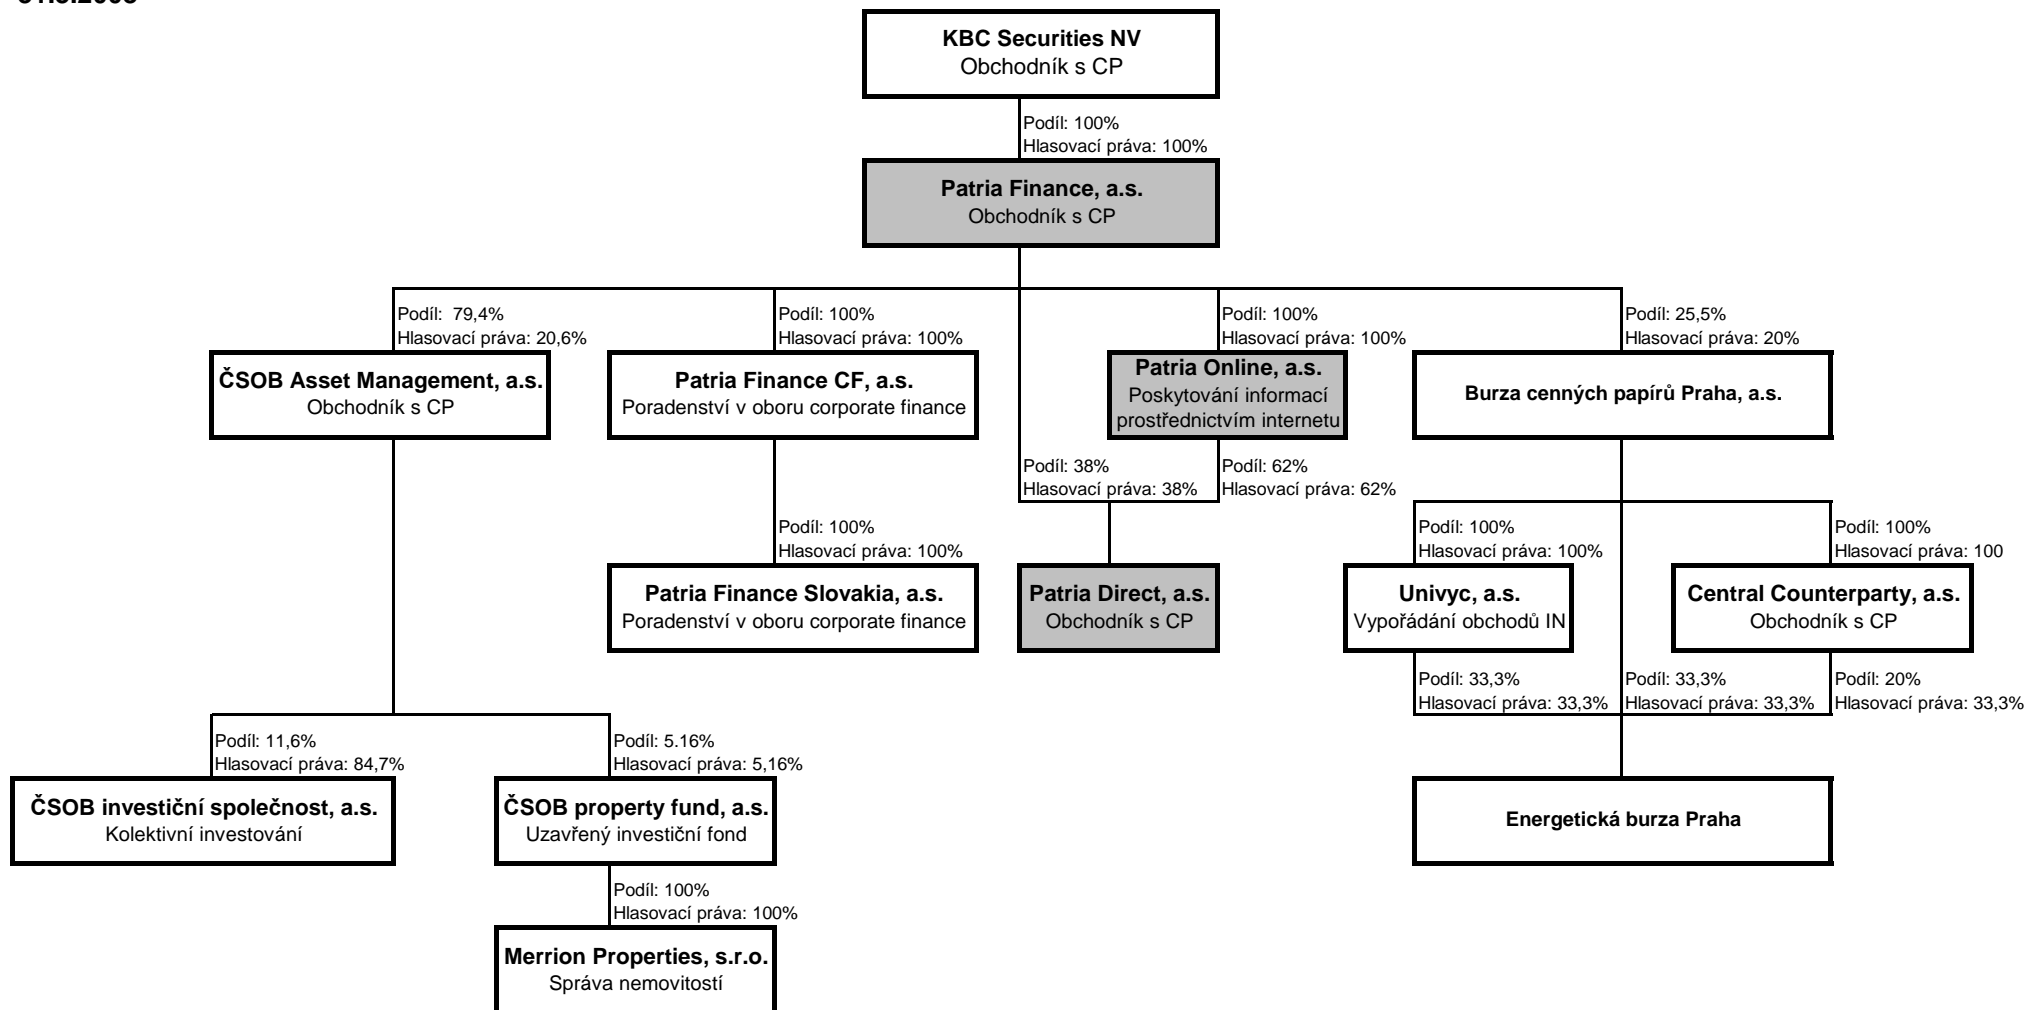 KBC Securities NV
Obchodník s CP
Podíl: 100%
Hlasovací práva: 100%
Patria Finance, a.s.
Obchodník s CP
Podíl:  79,4%
Hlasovací práva: 20,6%
Podíl: 100%
Hlasovací práva: 100%
Podíl: 100%
Hlasovací práva: 100%
Podíl: 25,5%
Hlasovací práva: 20%
ČSOB Asset Management, a.s.
Obchodník s CP
Patria Finance CF, a.s.
Poradenství v oboru corporate finance
Patria Online, a.s.
Poskytování informací
prostřednictvím internetu
Burza cenných papírů Praha, a.s.
Podíl: 38%
Hlasovací práva: 38%
Podíl: 62%
Hlasovací práva: 62%
Podíl: 100%
Hlasovací práva: 100%
Podíl: 100%
Hlasovací práva: 100%
Podíl: 100%
Hlasovací práva: 100
Patria Finance Slovakia, a.s.
Poradenství v oboru corporate finance
Patria Direct, a.s.
Obchodník s CP
Univyc, a.s.
Vypořádání obchodů IN
Central Counterparty, a.s.
Obchodník s CP
Podíl: 33,3%
Hlasovací práva: 33,3%
Podíl: 33,3%
Hlasovací práva: 33,3%
Podíl: 20%
Hlasovací práva: 33,3%
Podíl: 11,6%
Hlasovací práva: 84,7%
Podíl: 5.16%
Hlasovací práva: 5,16%
ČSOB investiční společnost, a.s.
Kolektivní investování
ČSOB property fund, a.s.
Uzavřený investiční fond
Energetická burza Praha
Podíl: 100%
Hlasovací práva: 100%
Merrion Properties, s.r.o.
Správa nemovitostí